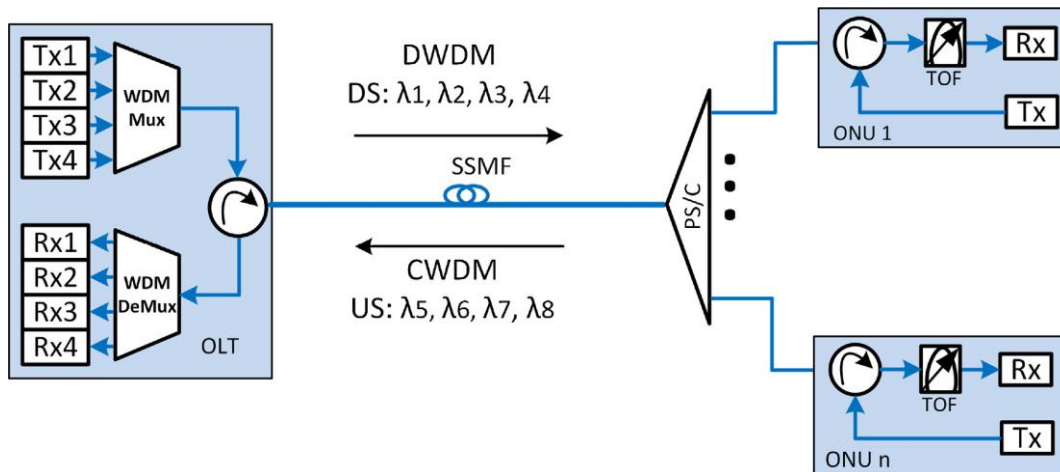 Tx1
Tx2
Tx3
Tx4
WDM
Mux
Rx1
Rx2
Rx3
Rx4
WDM
DeMux
OLT
DWDM
DS: λ1, λ2, λ3, λ4
SSMF
CWDM
US: λ5, λ6, λ7, λ8
PS/C
Rx
TOF
Tx
ONU 1
Rx
TOF
Tx
ONU n